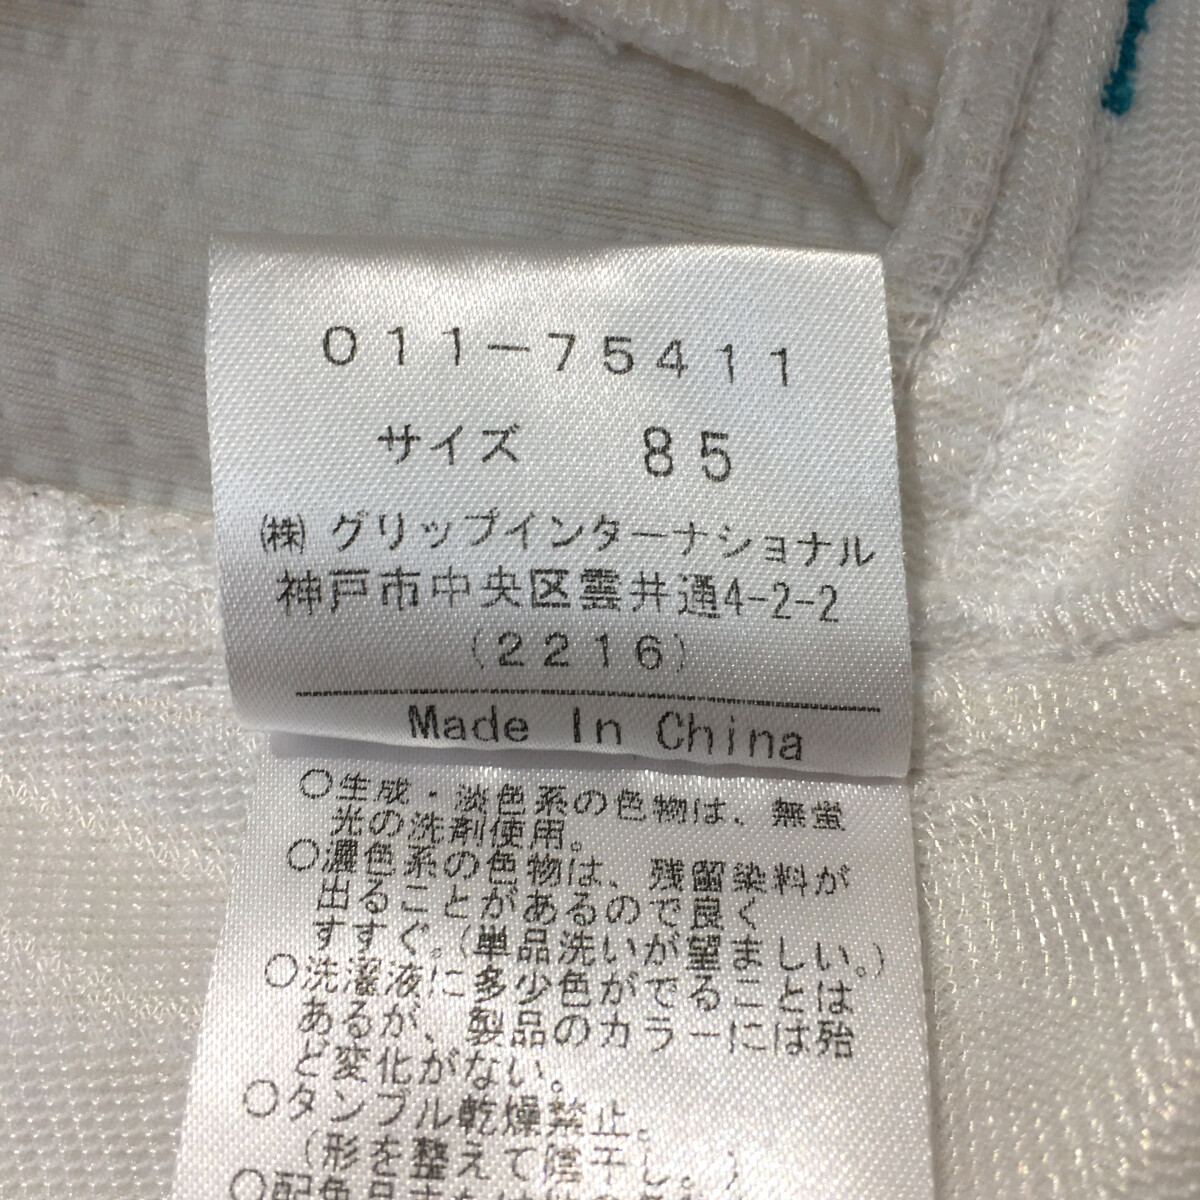 011-75411
サイズ 85
㈱ グリップインターナショナル
神戸市中央区雲井通4-2-2
(2216)
Made In China
○生成・淡色系の色物は、無蛍
光の洗剤使用。
○濃色系の色物は、残留染料が
出ることがあるので良く
すすぐ。(単品洗いが望ましい。)
○洗濯液に多少色がでることは
あるが、製品のカラーには殆
ど変化がない。
○タンブル乾燥禁止。
(形を整えて陰干し。)